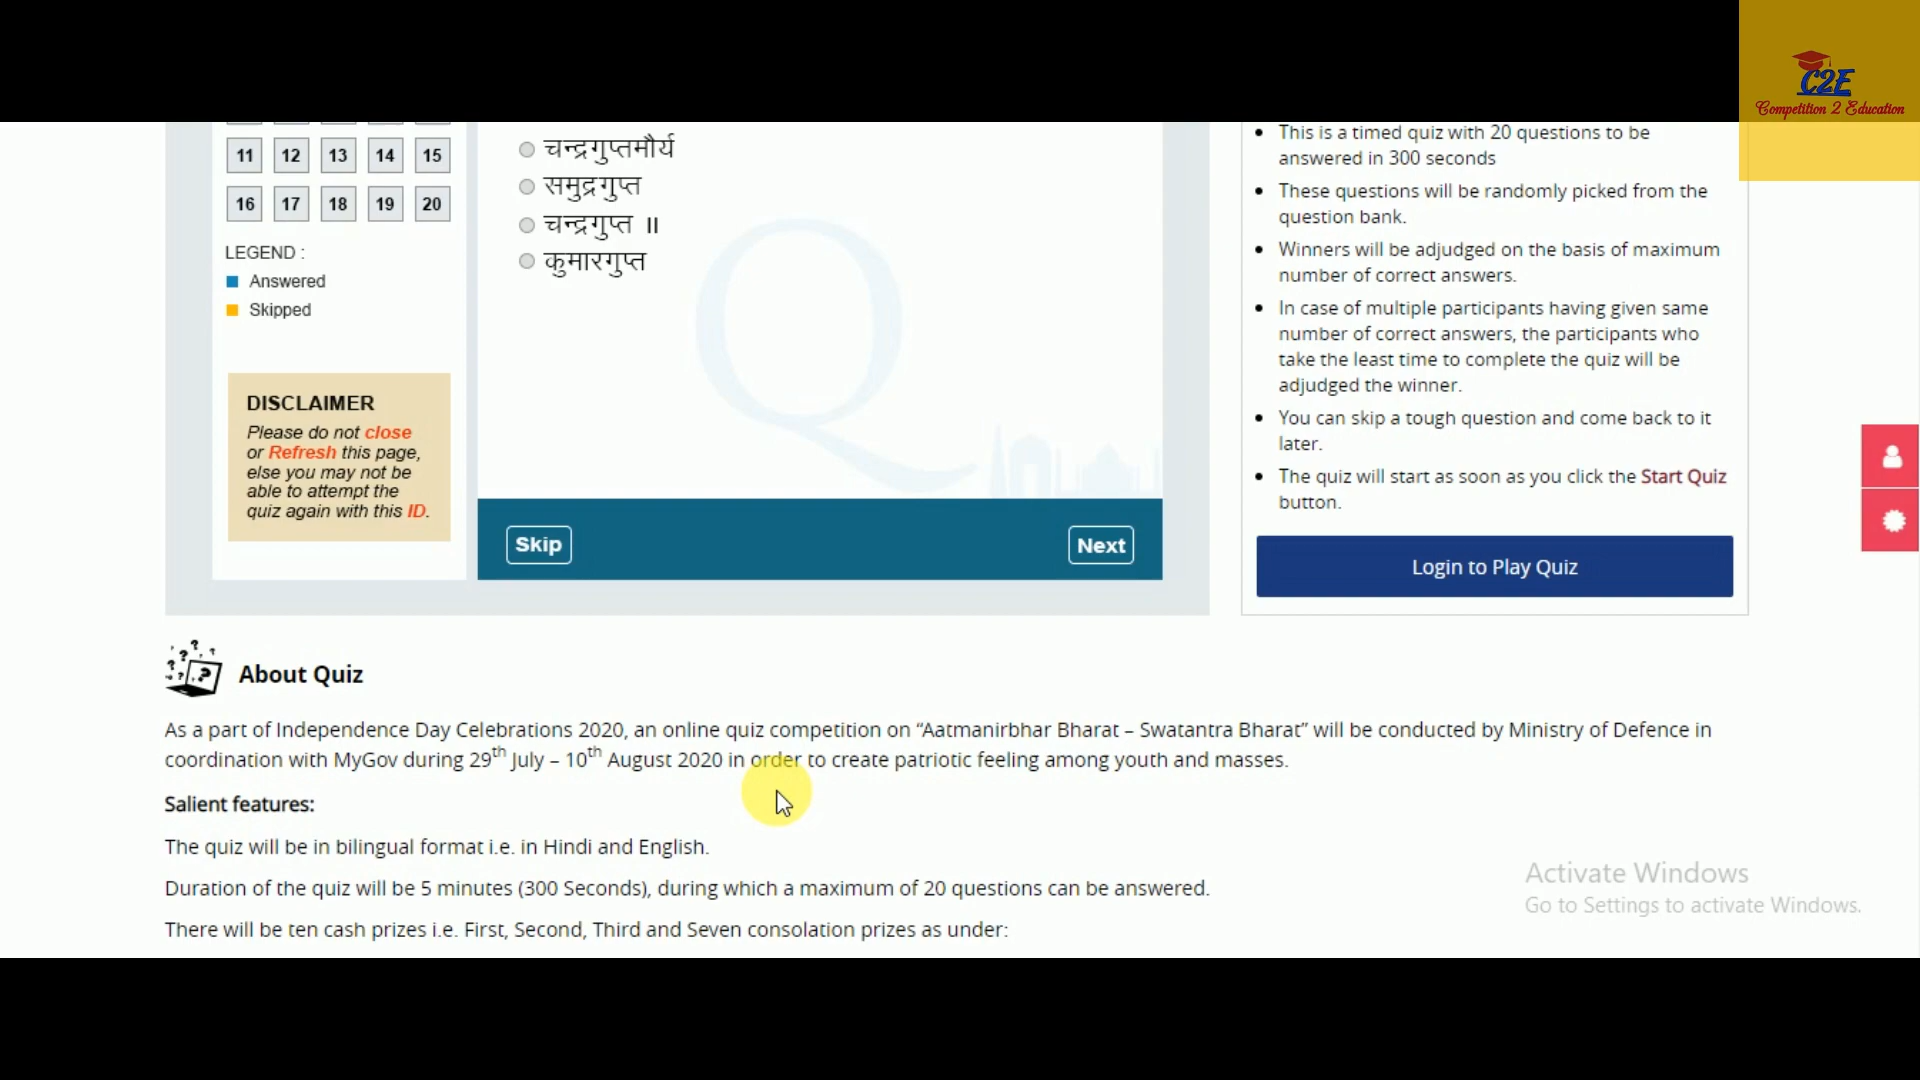 C2E
Competition 2 Education
11 12 13 14 15
16 17 18 19 20
LEGEND :
Answered
Skipped
DISCLAIMER
Please do not close
or Refresh this page,
else you may not be
able to attempt the
quiz again with this ID.
चन्द्रगुप्तमौर्य
समुद्रगुप्त
चन्द्रगुप्त ॥
कुमारगुप्त
Skip
Next
This is a timed quiz with 20 questions to be
answered in 300 seconds
These questions will be randomly picked from the
question bank.
Winners will be adjudged on the basis of maximum
number of correct answers.
In case of multiple participants having given same
number of correct answers, the participants who
take the least time to complete the quiz will be
adjudged the winner.
You can skip a tough question and come back to it
later.
The quiz will start as soon as you click the Start Quiz
button.
Login to Play Quiz
About Quiz
As a part of Independence Day Celebrations 2020, an online quiz competition on “Aatmanirbhar Bharat – Swatantra Bharat” will be conducted by Ministry of Defence in
coordination with MyGov during 29th July – 10th August 2020 in order to create patriotic feeling among youth and masses.
Salient features:
The quiz will be in bilingual format i.e. in Hindi and English.
Duration of the quiz will be 5 minutes (300 Seconds), during which a maximum of 20 questions can be answered.
There will be ten cash prizes i.e. First, Second, Third and Seven consolation prizes as under:
Activate Windows
Go to Settings to activate Windows.